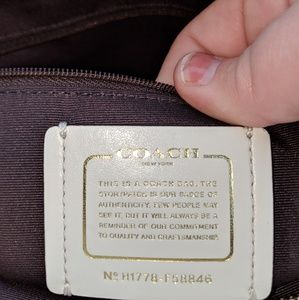 COACH
NEW YORK
THIS IS A COACH BAG. THE
STORYPATCH IS OUR BADGE OF
AUTHENTICITY. FEW PEOPLE MAY
SEE IT, BUT IT WILL ALWAYS BE A
REMINDER OF OUR COMMITMENT
TO QUALITY AND CRAFTSMANSHIP.
Nº H1778-F58846